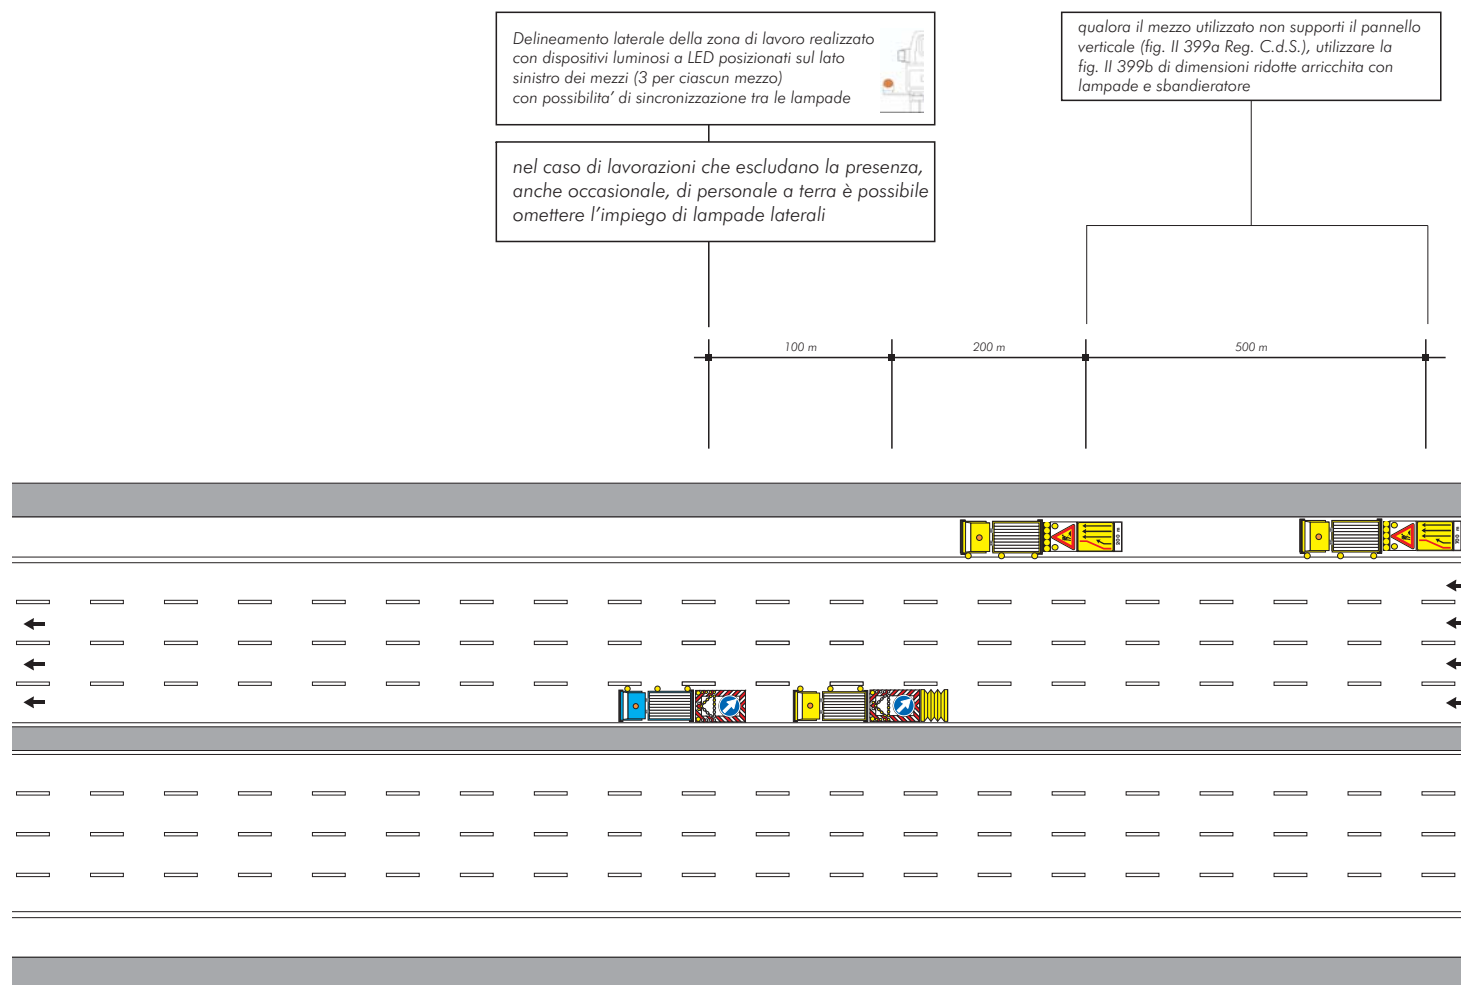 Delineamento laterale della zona di lavoro realizzato
con dispositivi luminosi a LED posizionati sul lato
sinistro dei mezzi (3 per ciascun mezzo)
con possibilita’ di sincronizzazione tra le lampade
nel caso di lavorazioni che escludano la presenza,
anche occasionale, di personale a terra è possibile
omettere l’impiego di lampade laterali
qualora il mezzo utilizzato non supporti il pannello
verticale (fig. II 399a Reg. C.d.S.), utilizzare la
fig. II 399b di dimensioni ridotte arricchita con
lampade e sbandieratore
100 m
200 m
500 m